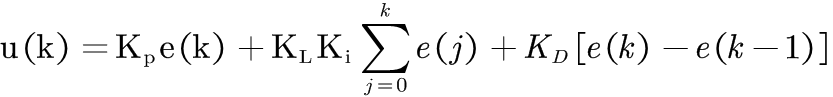 u(k) = K_p e(k) + K_L K_i \sum_{j=0}^{k} e(j) + K_D [e(k) − e(k−1)]